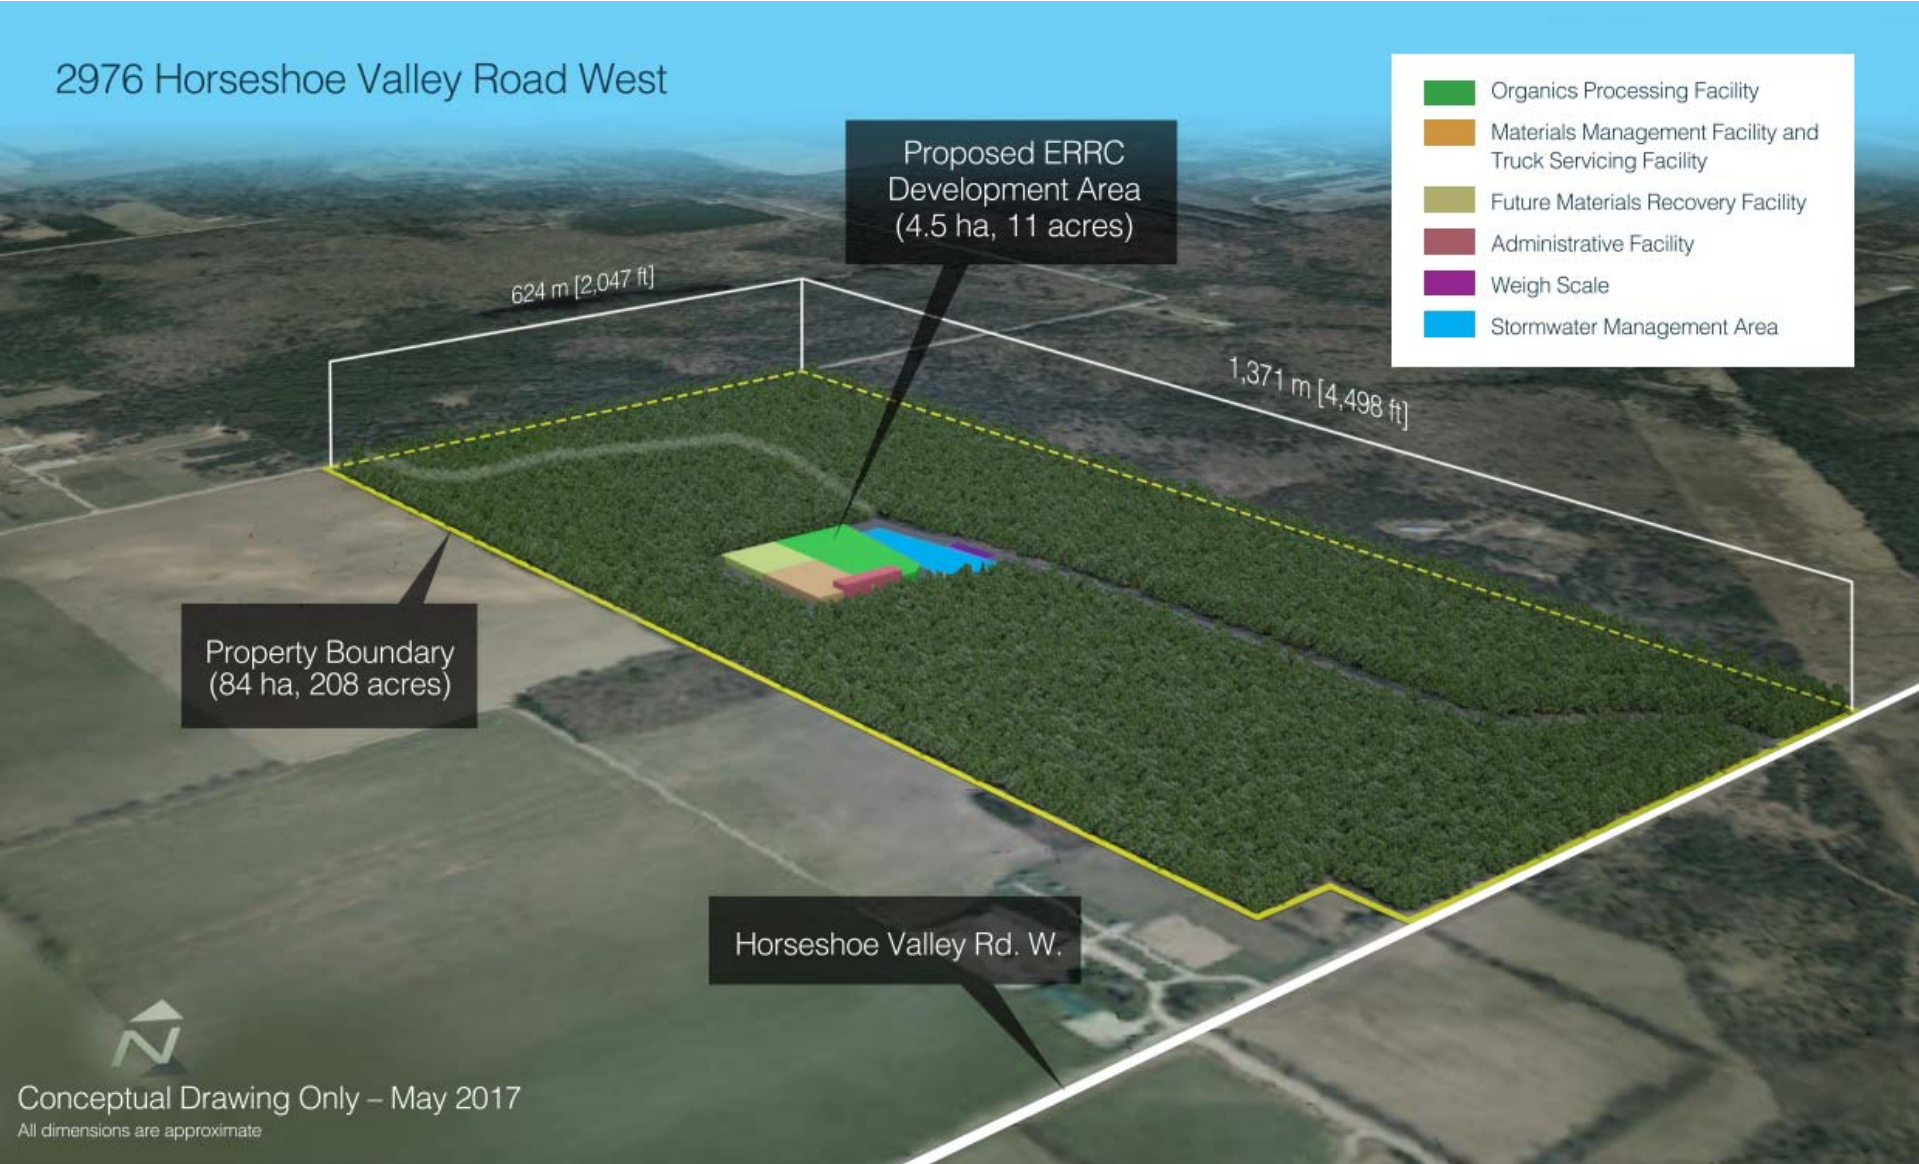 2976 Horseshoe Valley Road West
Organics Processing Facility
Materials Management Facility and
Truck Servicing Facility
Future Materials Recovery Facility
Administrative Facility
Weigh Scale
Stormwater Management Area
Proposed ERRC
Development Area
(4.5 ha, 11 acres)
624 m [2,047 ft]
1,371 m [4,498 ft]
Property Boundary
(84 ha, 208 acres)
Horseshoe Valley Rd. W.
N
Conceptual Drawing Only – May 2017
All dimensions are approximate